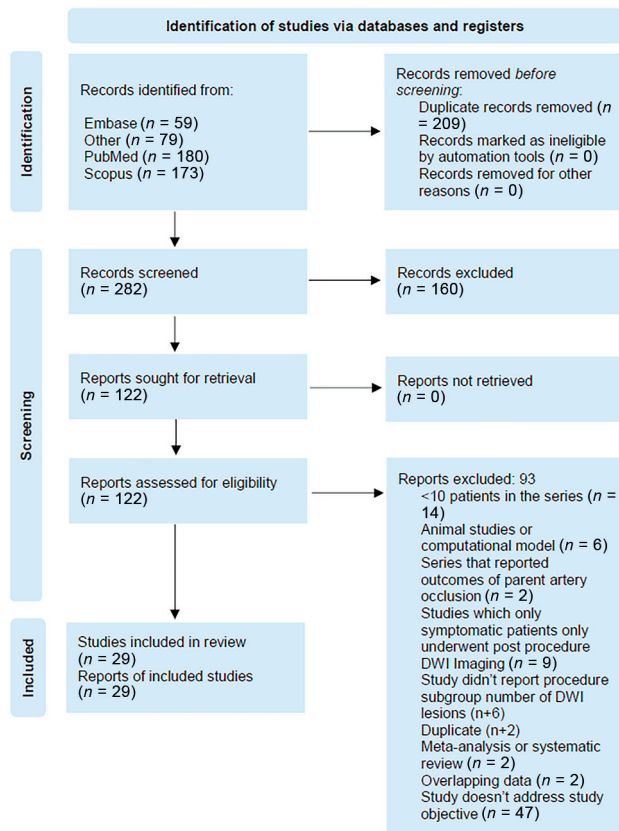 Identification of studies via databases and registers
Identification
Records identified from:
Embase (n = 59)
Other (n = 79)
PubMed (n = 180)
Scopus (n = 173)
Records removed before
screening:
Duplicate records removed (n
= 209)
Records marked as ineligible
by automation tools (n = 0)
Records removed for other
reasons (n = 0)
Screening
Records screened
(n = 282)
Records excluded
(n = 160)
Reports sought for retrieval
(n = 122)
Reports not retrieved
(n = 0)
Reports assessed for eligibility
(n = 122)
Reports excluded: 93
<10 patients in the series (n =
14)
Animal studies or
computational model (n = 6)
Series that reported
outcomes of parent artery
occlusion (n = 2)
Studies which only
symptomatic patients only
underwent post procedure
DWI Imaging (n = 9)
Study didn't report procedure
subgroup number of DWI
lesions (n+6)
Duplicate (n+2)
Meta-analysis or systematic
review (n = 2)
Overlapping data (n = 2)
Study doesn't address study
objective (n = 47)
Included
Studies included in review
(n = 29)
Reports of included studies
(n = 29)